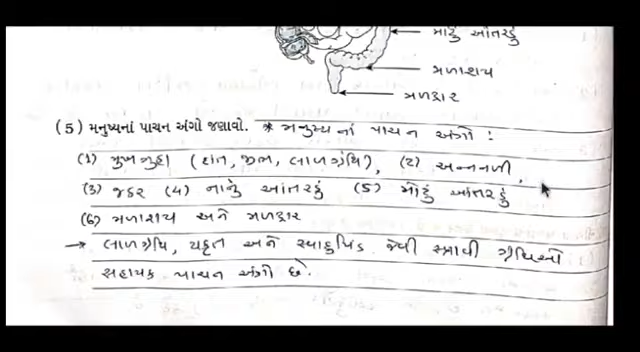 મોટું આંતરડું
મળાશય
મળદ્વાર
(5) મનુષ્યનાં પાચન અંગો જણાવો. * મનુષ્યનાં પાચન અંગો :
(1) મુખગુહા (દાંત, જીભ, લાળગ્રંથિ), (2) અન્નનળી,
(3) જઠર (4) નાનું આંતરડું (5) મોટું આંતરડું
(6) મળાશય અને મળદ્વાર
→ લાળગ્રંથિ, યકૃત અને સ્વાદુપિંડ જેવી સ્ત્રાવી ગ્રંથિઓ
સહાયક પાચન અંગો છે.